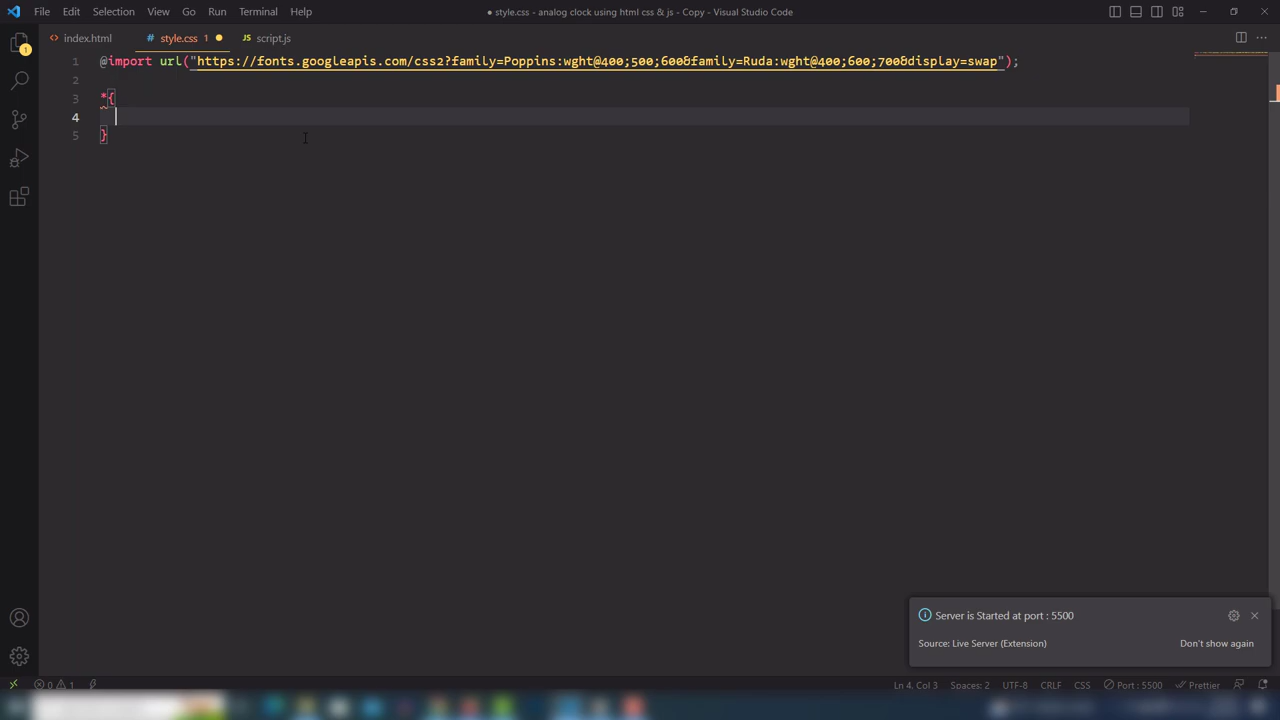 File Edit Selection View Go Run Terminal Help
● style.css - analog clock using html css & js - Copy - Visual Studio Code
1
<> index.html
# style.css 1 ●
JS script.js
1 @import url("https://fonts.googleapis.com/css2?family=Poppins:wght@400;500;600&family=Ruda:wght@400;600;700&display=swap");
2
3 *{
4
5 }
Server is Started at port : 5500
Source: Live Server (Extension)
Don't show again
0 1
Ln 4, Col 3 Spaces: 2 UTF-8 CRLF CSS Port : 5500 Prettier